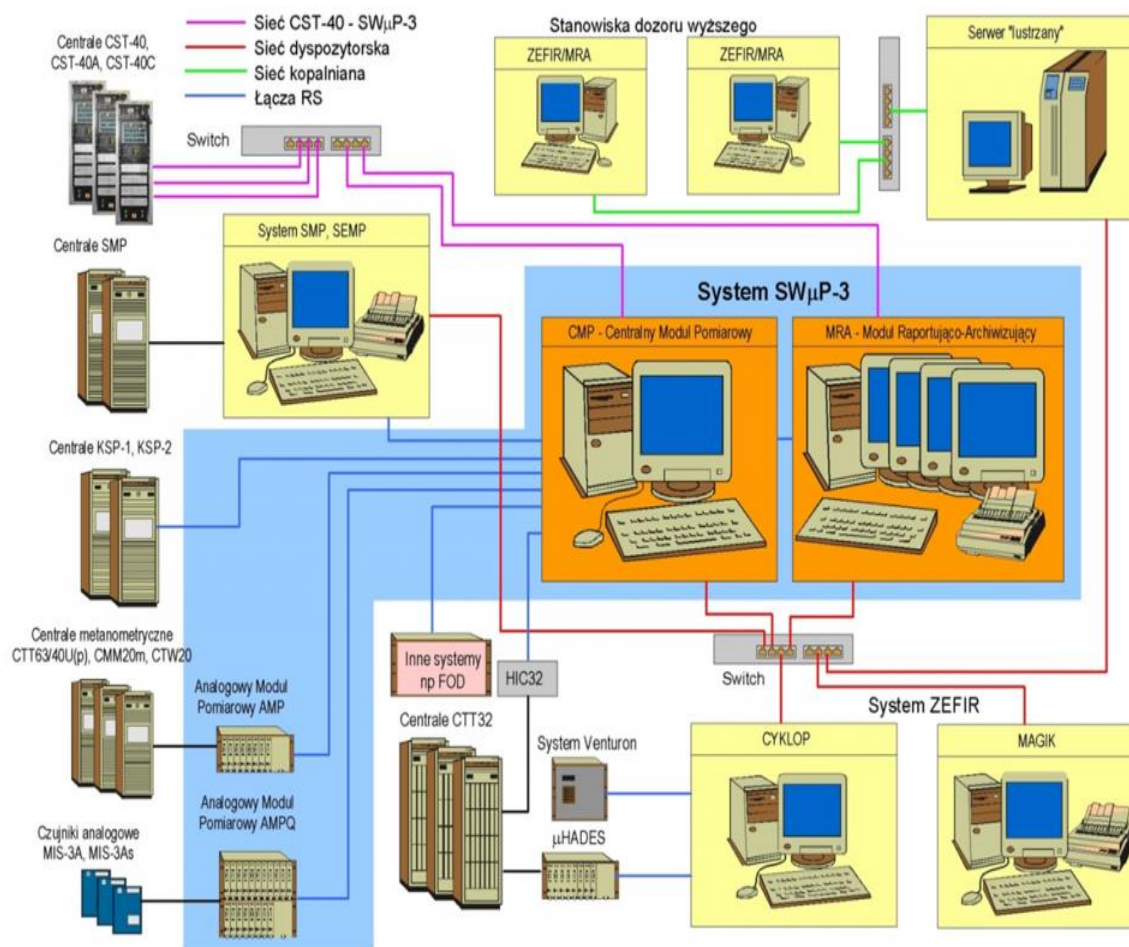 Centrale CST-40,
CST-40A, CST-40C
Sieć CST-40 - SWμP-3
Sieć dyspozytorska
Sieć kopalniana
Łącza RS
Switch
Stanowiska dozoru wyższego
ZEFIR/MRA
ZEFIR/MRA
Serwer "lustrzany"
Centrale SMP
System SMP, SEMP
System SWμP-3
CMP - Centralny Moduł Pomiarowy
MRA - Moduł Raportująco-Archiwizujący
Centrale KSP-1, KSP-2
Centrale metanometryczne
CTT63/40U(p), CMM20m, CTW20
Analogowy Moduł
Pomiarowy AMP
Inne systemy
np FOD
HIC32
Switch
System ZEFIR
Centrale CTT32
System Venturon
CYKLOP
MAGIK
Analogowy Moduł
Pomiarowy AMPQ
μHADES
Czujniki analogowe
MIS-3A, MIS-3As